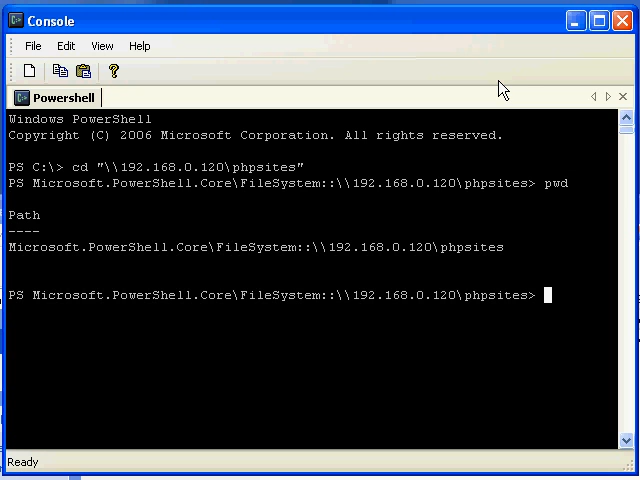 Console
File Edit View Help
Powershell
Windows PowerShell
Copyright (C) 2006 Microsoft Corporation. All rights reserved.
PS C:\> cd "\\192.168.0.120\phpsites"
PS Microsoft.PowerShell.Core\FileSystem::\\192.168.0.120\phpsites> pwd
Path
----
Microsoft.PowerShell.Core\FileSystem::\\192.168.0.120\phpsites
PS Microsoft.PowerShell.Core\FileSystem::\\192.168.0.120\phpsites>
Ready